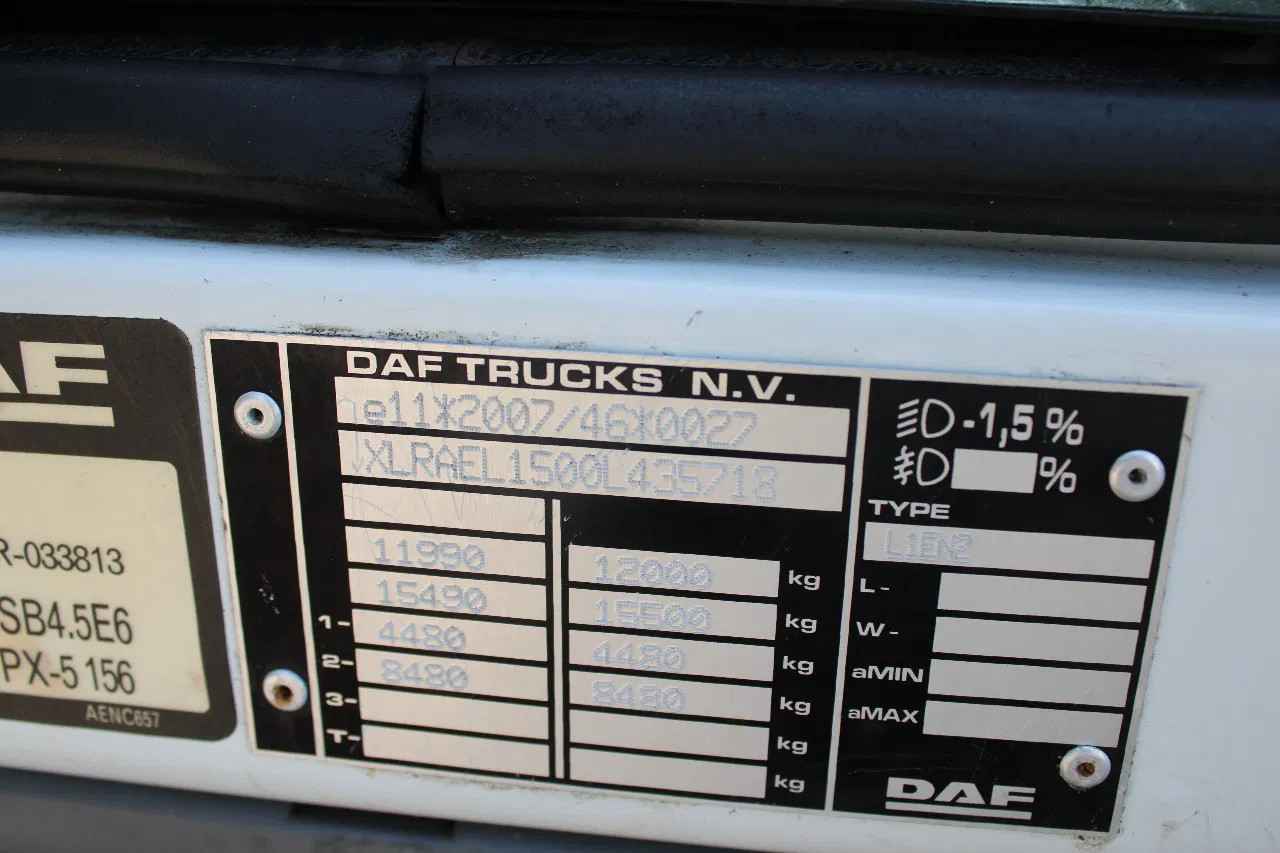 AF
R-033813
SB4.5E6
PX-5 156
AENC657
DAF TRUCKS N.V.
e11*2007/46*0027
XLRAEL1500L435718
11990 12000 kg
15490 15500 kg
1- 4480 4480 kg
2- 8480 8480 kg
3- kg
T- kg
-1,5 %
%
TYPE
L1EN2
L-
W-
aMIN
aMAX
DAF